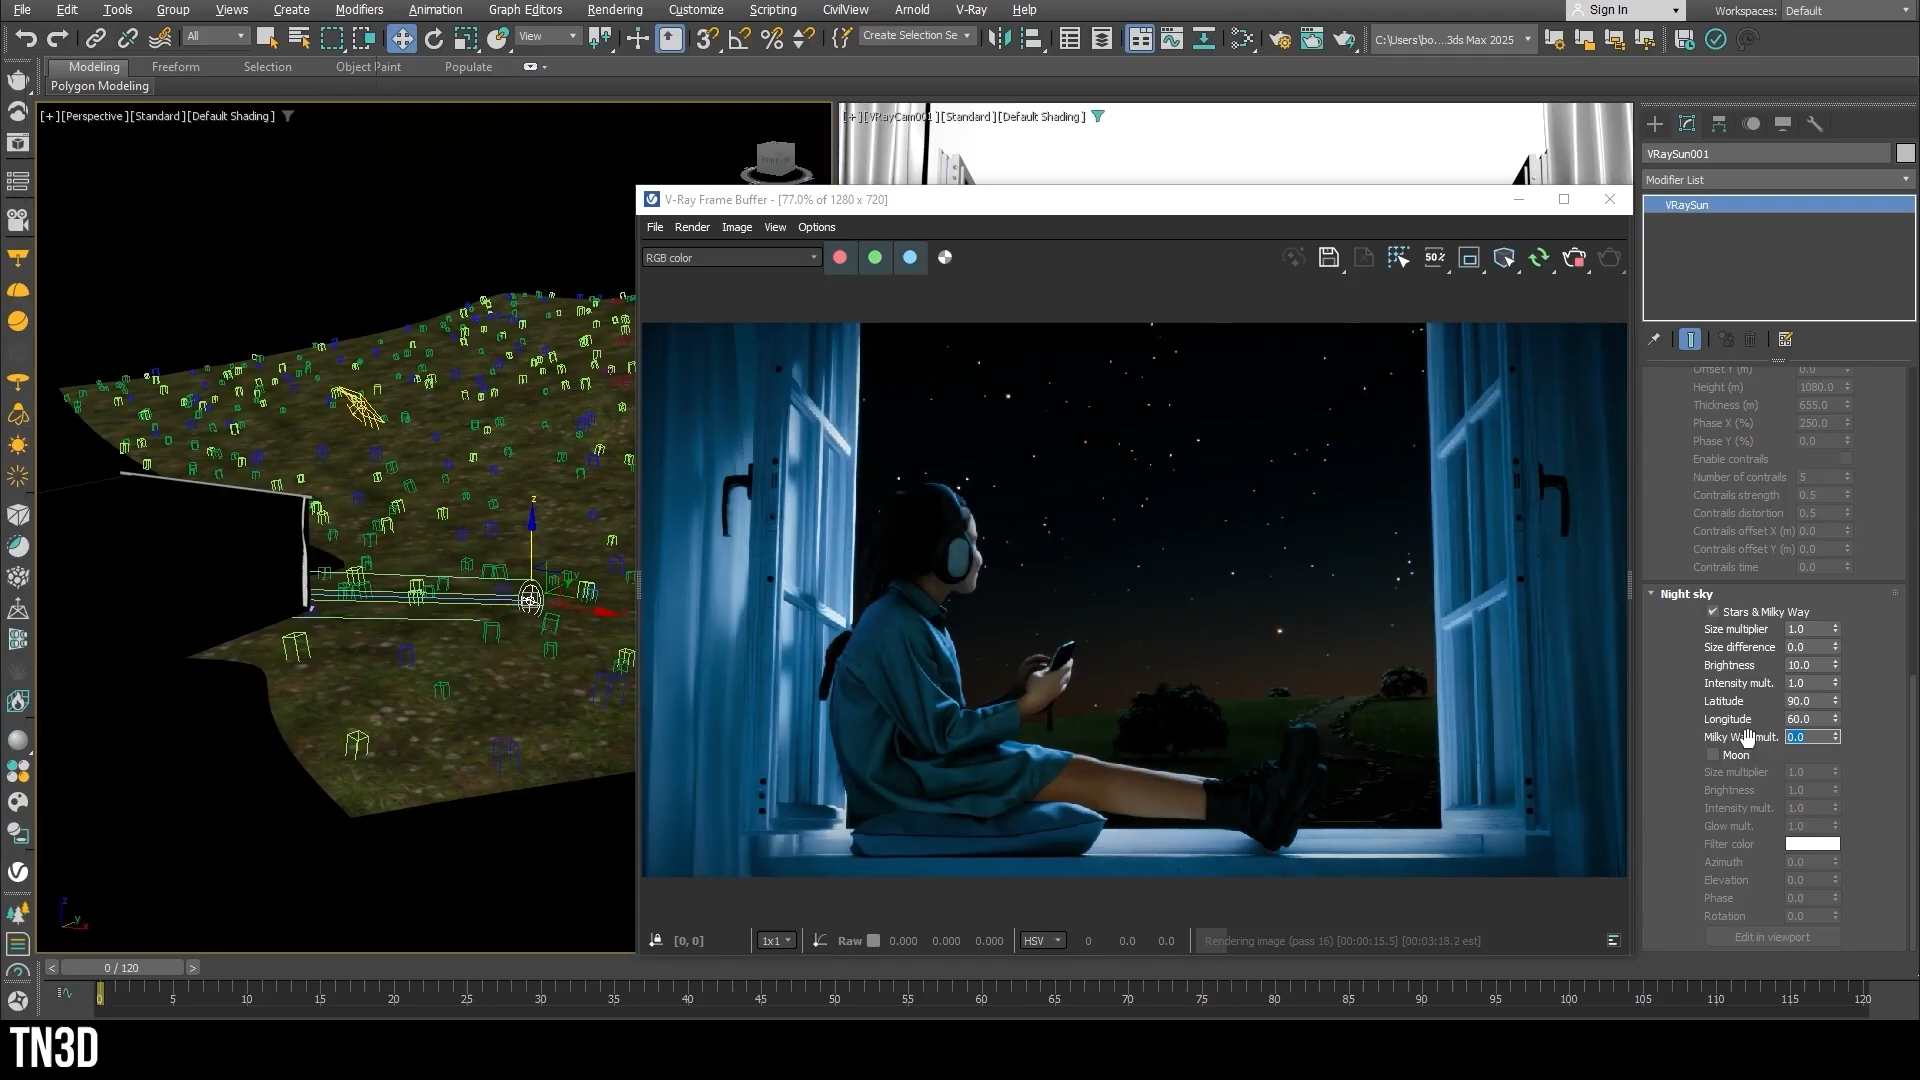 File Edit Tools Group Views Create Modifiers Animation Graph Editors Rendering Customize Scripting CivilView Arnold V-Ray Help
Sign In
Workspaces: Default
All
View
Create Selection Se
C:\Users\bo....3ds Max 2025
Modeling Freeform Selection Object Paint Populate
Polygon Modeling
[+][Perspective][Standard][Default Shading]
[+][VRayCam001][Standard][Default Shading]
V-Ray Frame Buffer - [77.0% of 1280 x 720]
File Render Image View Options
RGB color
50%
z
[0, 0]
1x1
Raw 0.000 0.000 0.000
HSV 0 0.0 0.0
Rendering image (pass 16) [00:00:15.5] [00:03:18.2 est]
VRaySun001
Modifier List
VRaySun
Offset Y (m) 0.0
Height (m) 1080.0
Thickness (m) 655.0
Phase X (%) 250.0
Phase Y (%) 0.0
Enable contrails
Number of contrails 5
Contrails strength 0.5
Contrails distortion 0.5
Contrails offset X (m) 0.0
Contrails offset Y (m) 0.0
Contrails time 0.0
Night sky
Stars & Milky Way
Size multiplier 1.0
Size difference 0.0
Brightness 10.0
Intensity mult. 1.0
Latitude 90.0
Longitude 60.0
Milky mult. 0.0
Moon
Size multiplier 1.0
Brightness 1.0
Intensity mult. 1.0
Glow mult. 1.0
Filter color
Azimuth 0.0
Elevation 0.0
Phase 0.0
Rotation 0.0
Edit in viewport
z
y
x
< 0 / 120 >
0 5 10 15 20 25 30 35 40 45 50 55 60 65 70 75 80 85 90 95 100 105 110 115 120
TN3D